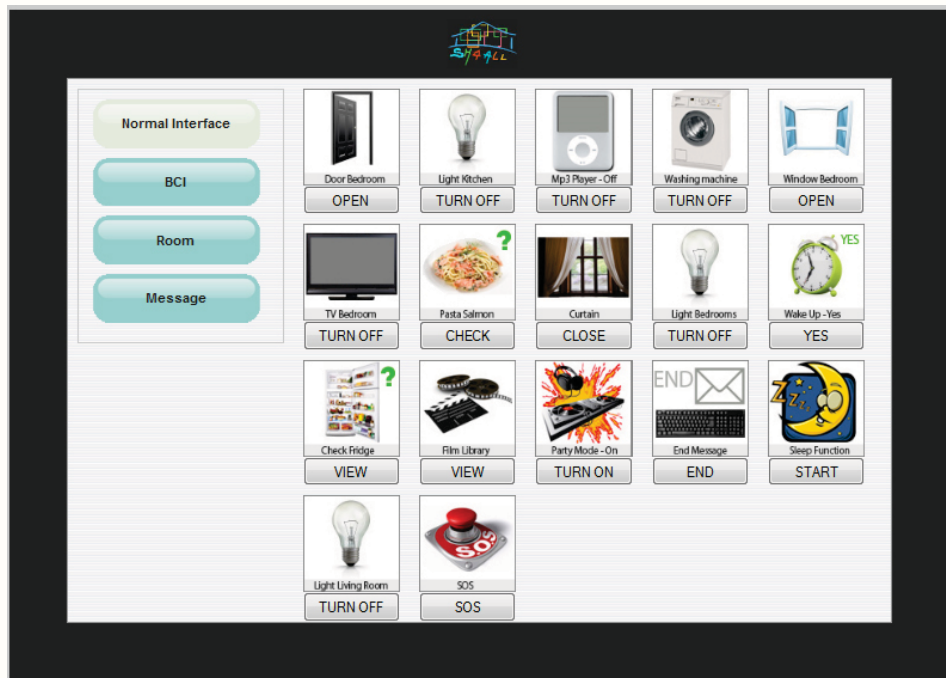 SM4ALL
Normal Interface
BCI
Room
Message
Door Bedroom
OPEN
Light Kitchen
TURN OFF
Mp3 Player - Off
TURN OFF
Washing machine
TURN OFF
Window Bedroom
OPEN
TV Bedroom
TURN OFF
?
Pasta Salmon
CHECK
Curtain
CLOSE
Light Bedrooms
TURN OFF
YES
Wake Up - Yes
YES
?
Check Fridge
VIEW
Film Library
VIEW
Party Mode - On
TURN ON
END
End Message
END
Zzzz
Sleep Function
START
Light Living Room
TURN OFF
S.O.S
SOS
SOS